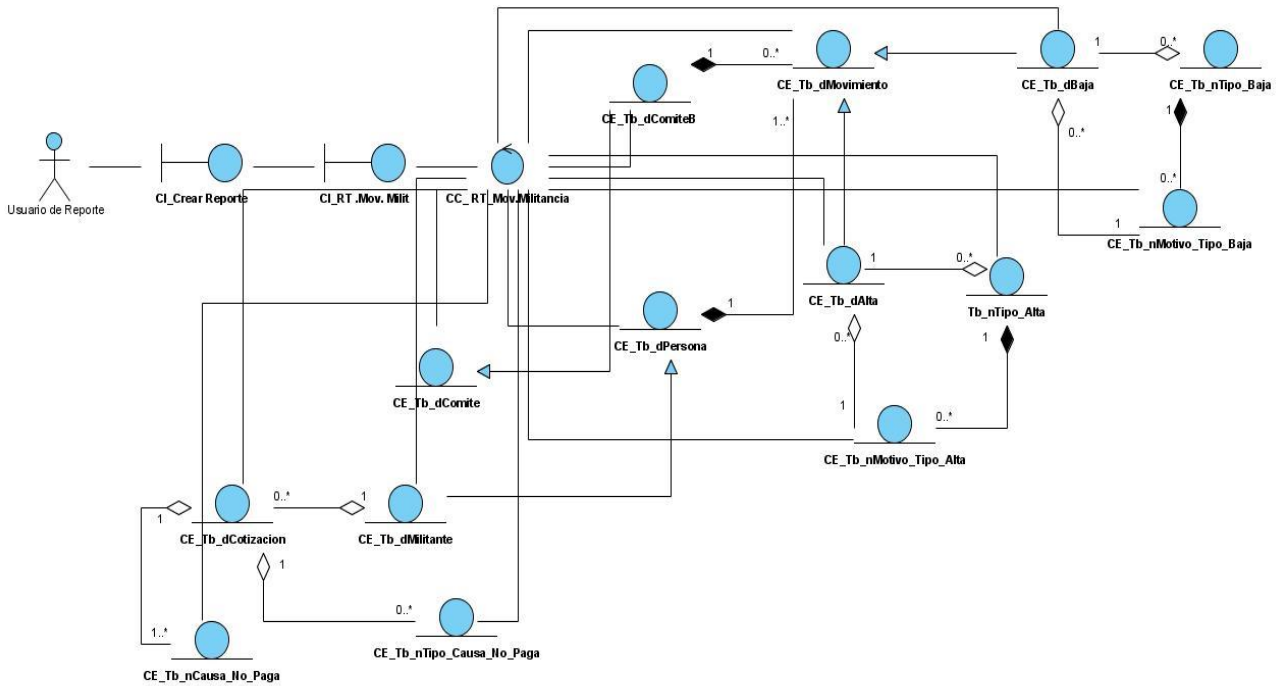 1
0..*
1
0..*
CE_Tb_dMovimiento
CE_Tb_dBaja
CE_Tb_nTipo_Baja
CE_Tb_dComiteB
1..*
0..*
1
Usuario de Reporte
CI_Crear Reporte
CI_RT .Mov. Milit
CC_ RT_Mov.Militancia
0..*
1
CE_Tb_nMotivo_Tipo_Baja
1
0..*
CE_Tb_dAlta
Tb_nTipo_Alta
1
CE_Tb_dPersona
0..*
1
CE_Tb_dComite
1
0..*
CE_Tb_nMotivo_Tipo_Alta
0..*
1
1
CE_Tb_dCotizacion
CE_Tb_dMilitante
1
0..*
1..*
CE_Tb_nTipo_Causa_No_Paga
CE_Tb_nCausa_No_Paga